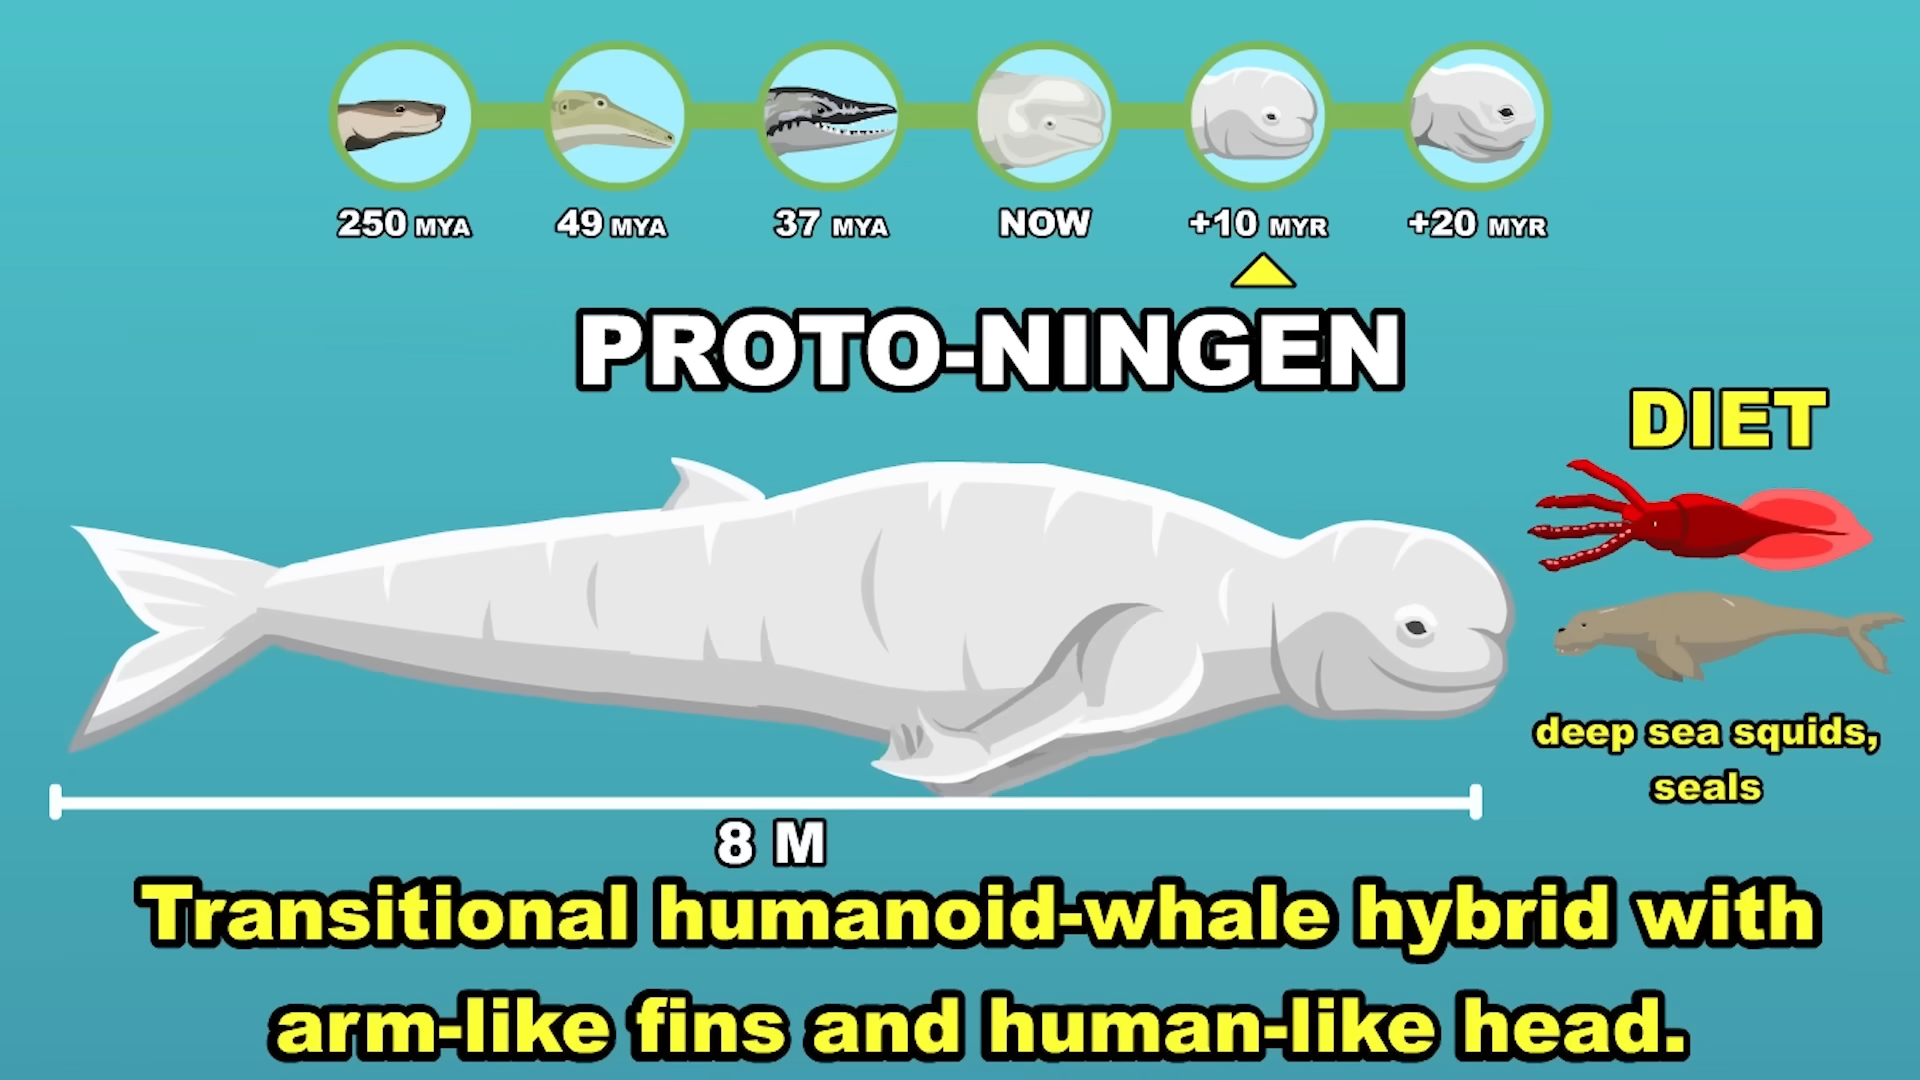 250 MYA
49 MYA
37 MYA
NOW
+10 MYR
+20 MYR
PROTO-NINGEN
DIET
deep sea squids,
seals
8 M
Transitional humanoid-whale hybrid with
arm-like fins and human-like head.